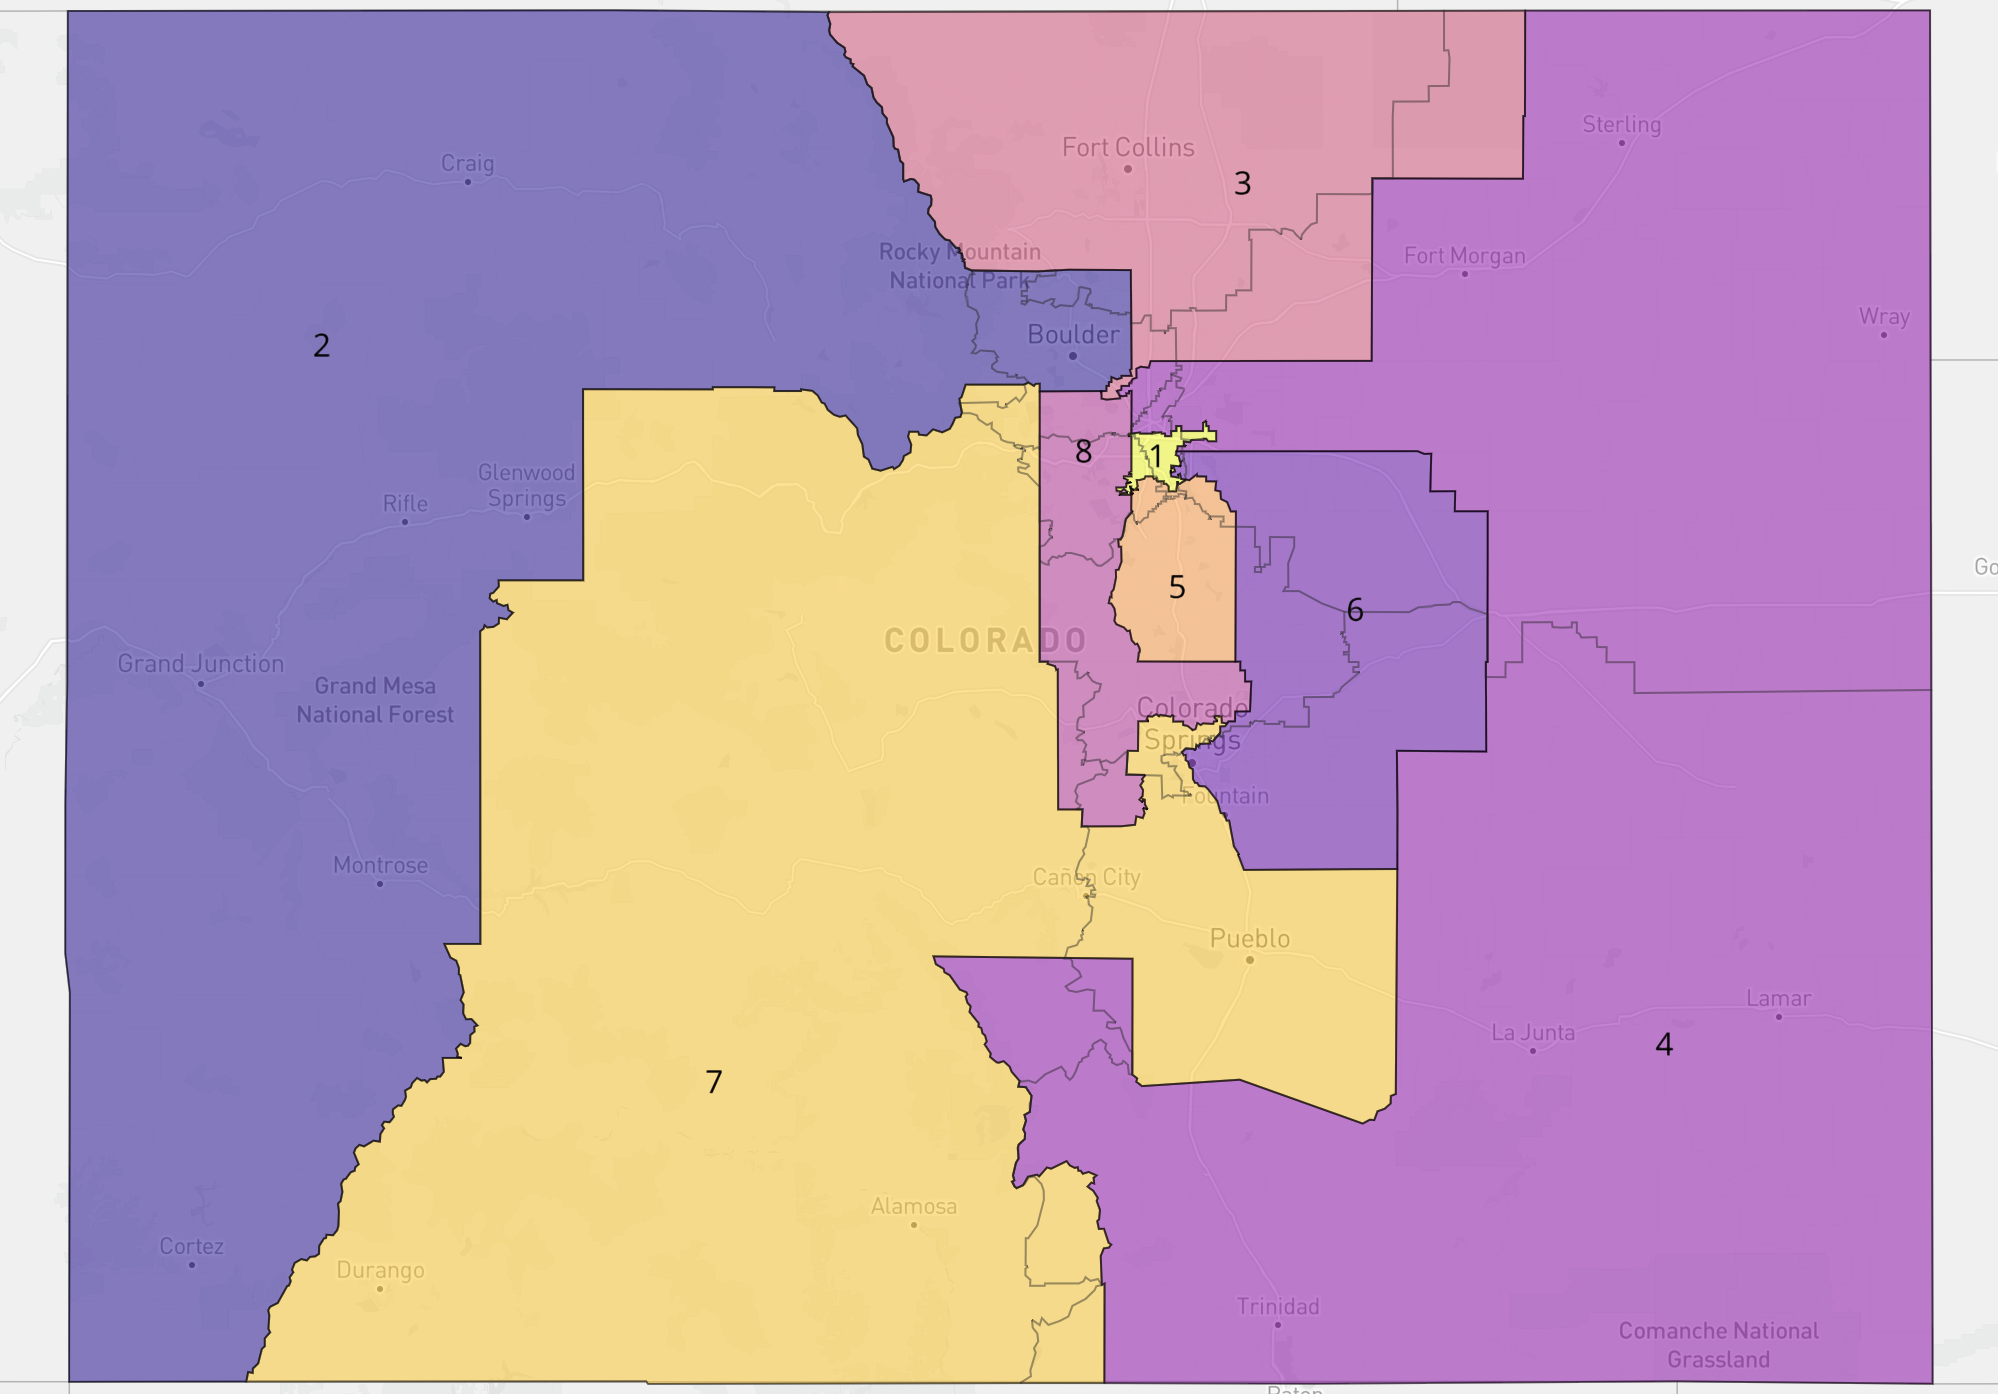 Fort Collins
Sterling
Craig
3
Rocky Mountain
National Park
Fort Morgan
Wray
Boulder
2
8
1
Glenwood
Springs
Rifle
5
6
Go
COLORADO
Grand Junction
Grand Mesa
National Forest
Colorado
Springs
Fountain
Montrose
Cañon City
Pueblo
Lamar
La Junta
4
7
Alamosa
Cortez
Durango
Trinidad
Comanche National
Grassland